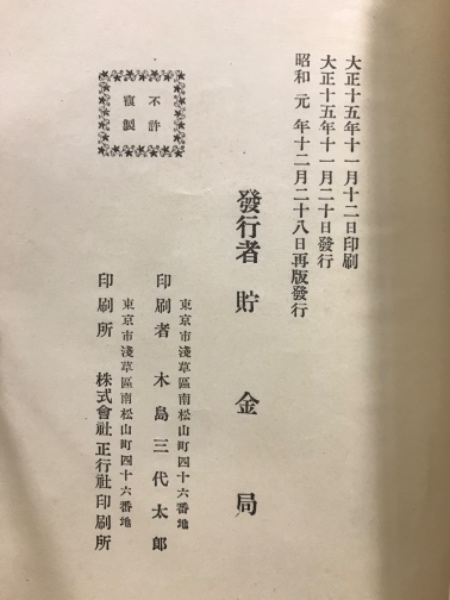 大正十五年十一月十二日印刷
大正十五年十一月二十日發行
昭和元年十二月二十八日再版發行
發行者 貯金局
東京市淺草區南松山町四十六番地
印刷者 木島三代太郎
東京市淺草區南松山町四十六番地
印刷所 株式會社正行社印刷所
不許
複製